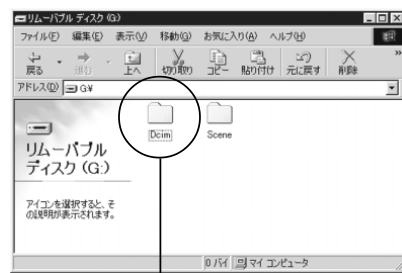 リムーバブル ディスク (G)
ファイル(F) 編集(E) 表示(V) 移動(G) お気に入り(A) ヘルプ(H)
戻る 進む 上へ 切り取り コピー 貼り付け 元に戻す 削除 »
アドレス(D) G:¥
Dcim Scene
リムーバブル
ディスク (G:)
アイコンを選択すると、そ
の説明が表示されます。
0 バイト マイ コンピュータ